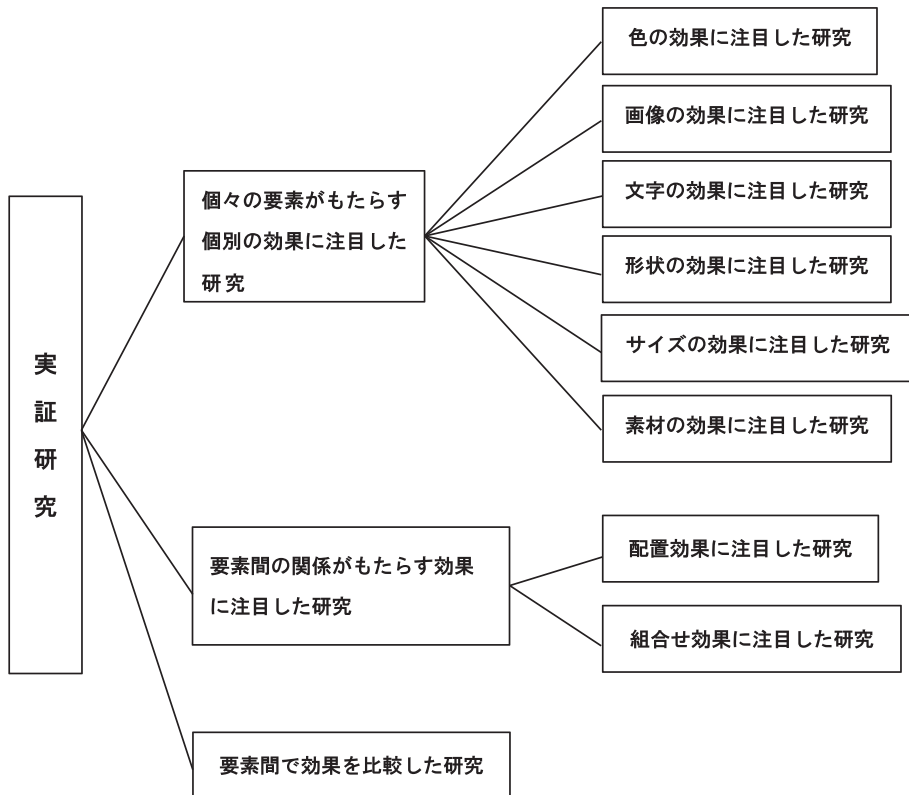 実証研究
個々の要素がもたらす
個別の効果に注目した
研究
色の効果に注目した研究
画像の効果に注目した研究
文字の効果に注目した研究
形状の効果に注目した研究
サイズの効果に注目した研究
素材の効果に注目した研究
要素間の関係がもたらす効果
に注目した研究
配置効果に注目した研究
組合せ効果に注目した研究
要素間で効果を比較した研究